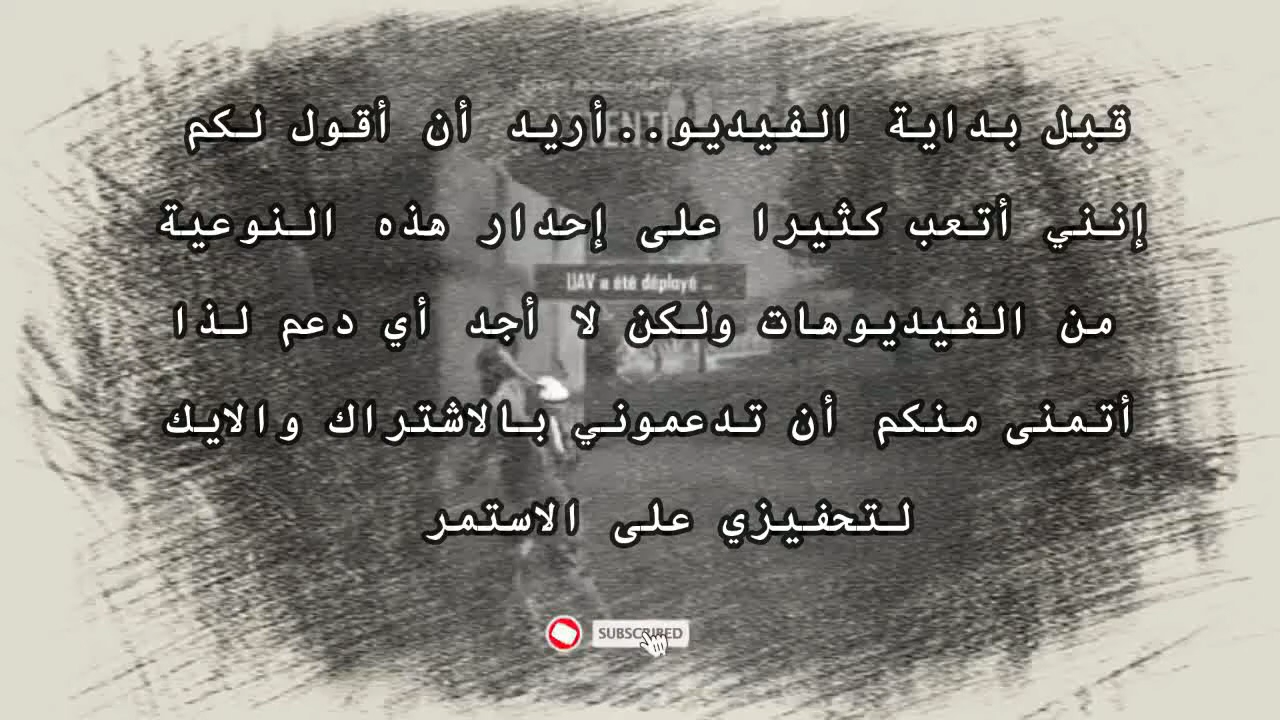 قبل بداية الفيديو..أريد أن أقول لكم
إنني أتعب كثيرا على إحدار هذه النوعية
UAV a été déployé ...
من الفيديوهات ولكن لا أجد أي دعم لذا
أتمنى منكم أن تدعموني بالاشتراك والايك
لتحفيزي على الاستمر
SUBSCRIBED